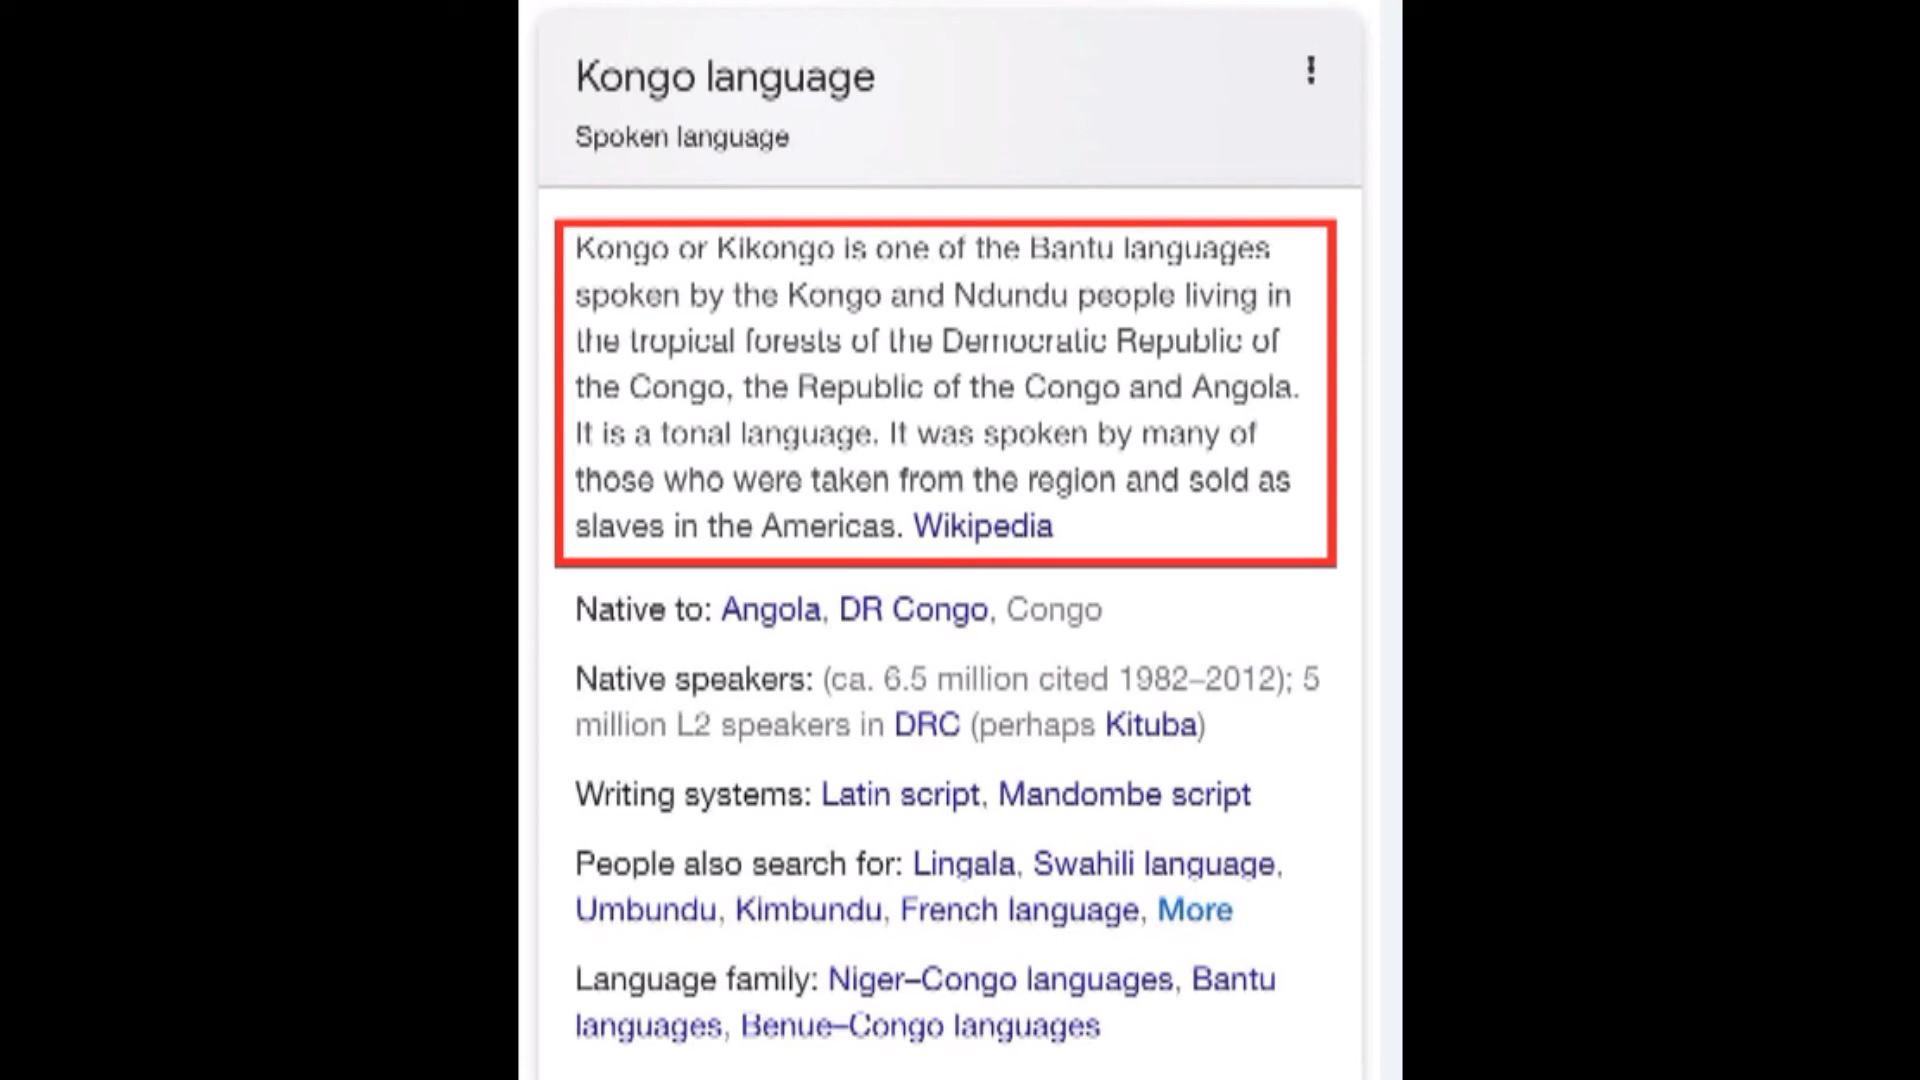 Kongo language
Spoken language
Kongo or Kikongo is one of the Bantu languages
spoken by the Kongo and Ndundu people living in
the tropical forests of the Democratic Republic of
the Congo, the Republic of the Congo and Angola.
It is a tonal language. It was spoken by many of
those who were taken from the region and sold as
slaves in the Americas. Wikipedia
Native to: Angola, DR Congo, Congo
Native speakers: (ca. 6.5 million cited 1982–2012); 5
million L2 speakers in DRC (perhaps Kituba)
Writing systems: Latin script, Mandombe script
People also search for: Lingala, Swahili language,
Umbundu, Kimbundu, French language, More
Language family: Niger–Congo languages, Bantu
languages, Benue–Congo languages